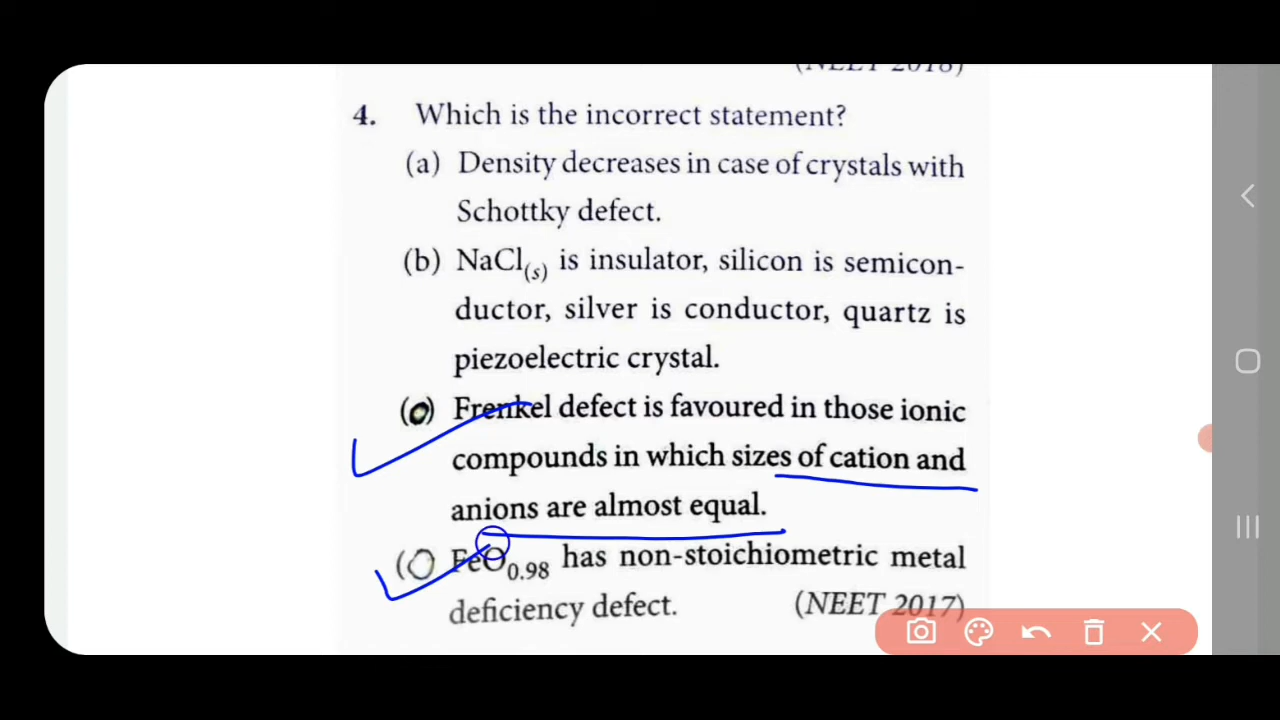 (NEET 2018)
4. Which is the incorrect statement?
(a) Density decreases in case of crystals with
Schottky defect.
(b) NaCl(s) is insulator, silicon is semicon-
ductor, silver is conductor, quartz is
piezoelectric crystal.
(c) Frenkel defect is favoured in those ionic
compounds in which sizes of cation and
anions are almost equal.
FeO0.98 has non-stoichiometric metal
deficiency defect. (NEET 2017)